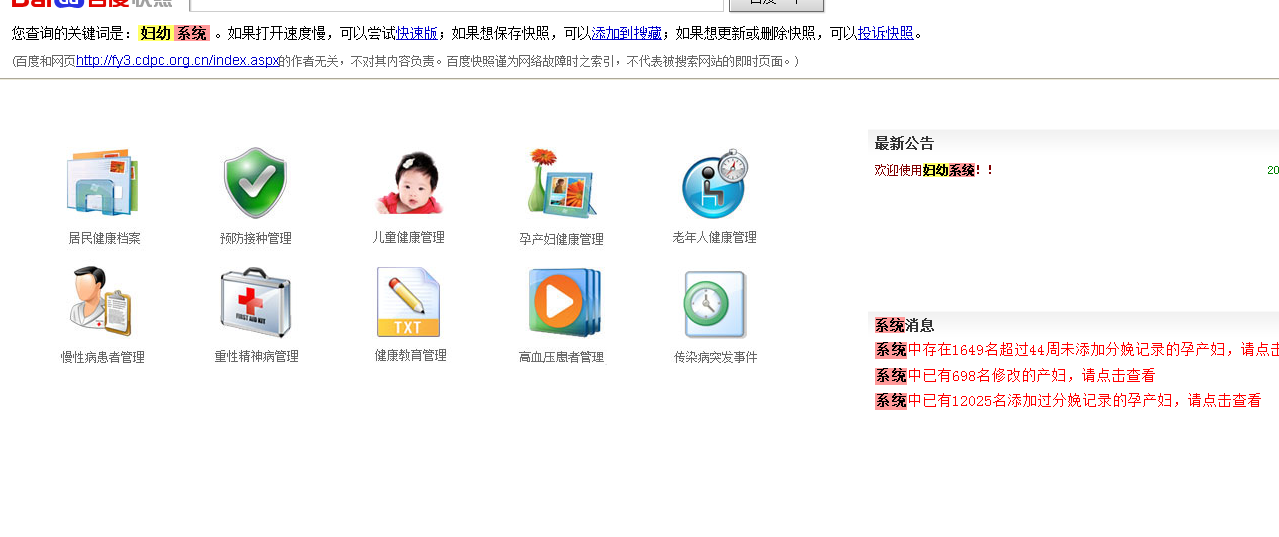 Baidu百度快照
您查询的关键词是： 妇幼 系统 。如果打开速度慢，可以尝试快速版；如果想保存快照，可以添加到搜藏；如果想更新或删除快照，可以投诉快照。
(百度和网页http://fy3.cdpc.org.cn/index.aspx的作者无关，不对其内容负责。百度快照谨为网络故障时之索引，不代表被搜索网站的即时页面。)
居民健康档案
预防接种管理
儿童健康管理
孕产妇健康管理
老年人健康管理
FIRST AID KIT
TXT
慢性病患者管理
重性精神病管理
健康教育管理
高血压患者管理
传染病突发事件
最新公告
欢迎使用妇幼系统！！ 20
系统消息
系统中存在1649名超过44周未添加分娩记录的孕产妇，请点击
系统中已有698名修改的产妇，请点击查看
系统中已有12025名添加过分娩记录的孕产妇，请点击查看